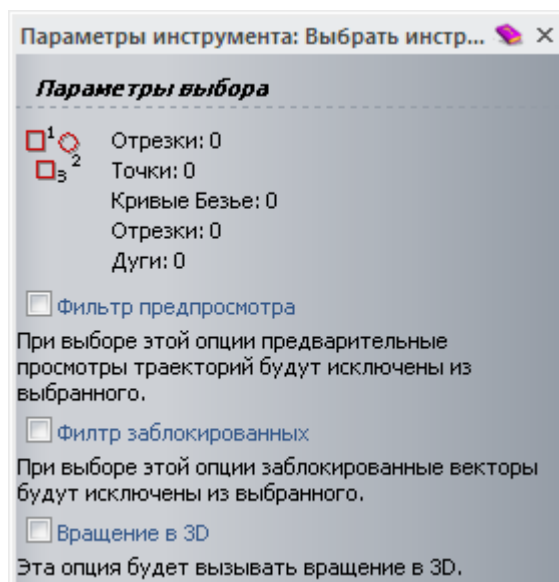 Параметры инструмента: Выбрать инстр...
Параметры выбора
1
2
3
Отрезки: 0
Точки: 0
Кривые Безье: 0
Отрезки: 0
Дуги: 0
Фильтр предпросмотра
При выборе этой опции предварительные
просмотры траекторий будут исключены из
выбранного.
Филтр заблокированных
При выборе этой опции заблокированные векторы
будут исключены из выбранного.
Вращение в 3D
Эта опция будет вызывать вращение в 3D.